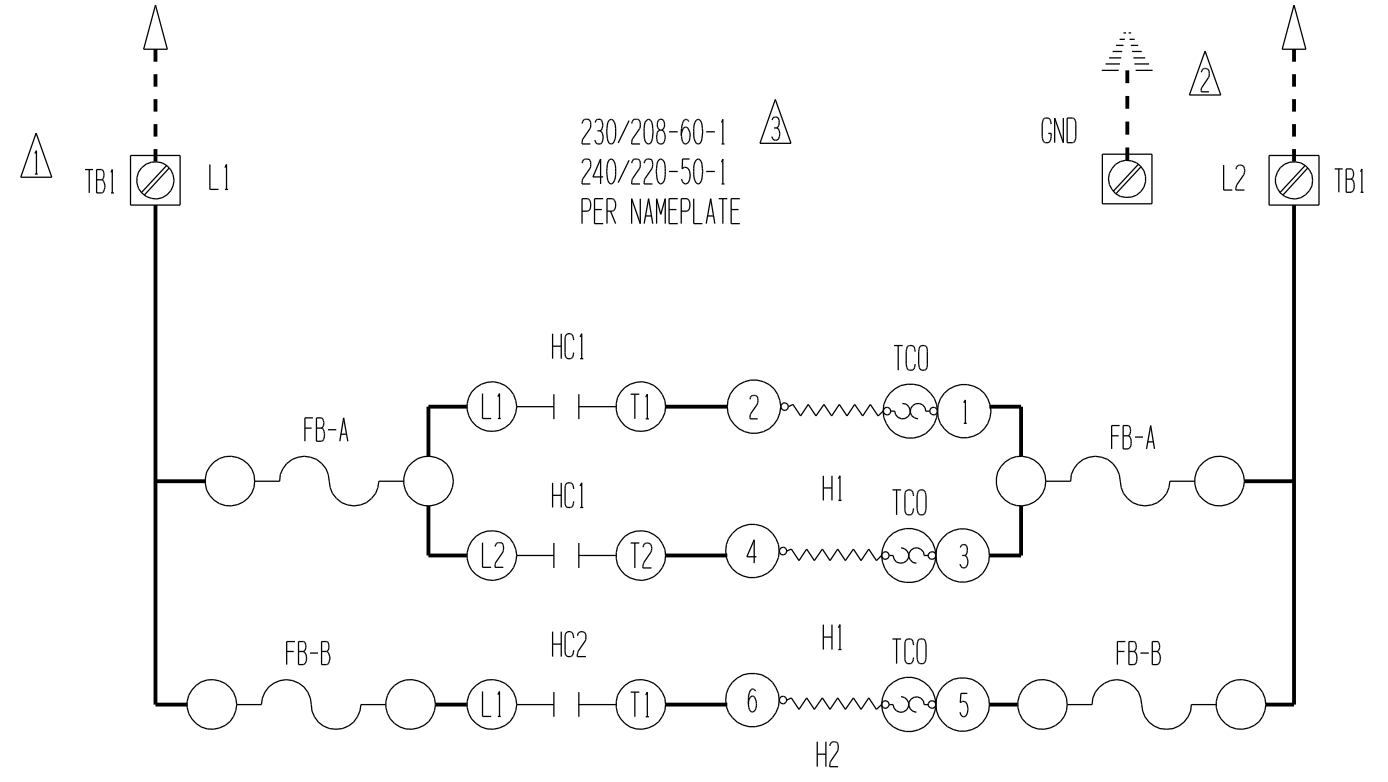 1
TB1
L1
230/208-60-1
240/220-50-1
PER NAMEPLATE
3
GND
2
L2
TB1
HC1
TCO
L1
T1
2
1
FB-A
FB-A
HC1
H1
TCO
L2
T2
4
3
FB-B
HC2
H1
TCO
FB-B
L1
T1
6
5
H2